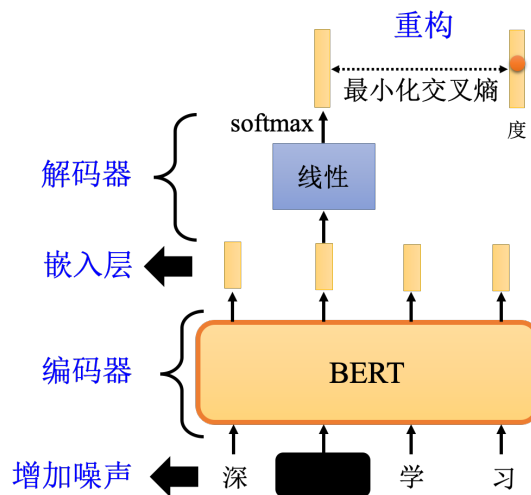 重构
最小化交叉熵
度
softmax
解码器
线性
嵌入层
编码器
BERT
增加噪声
深
学
习